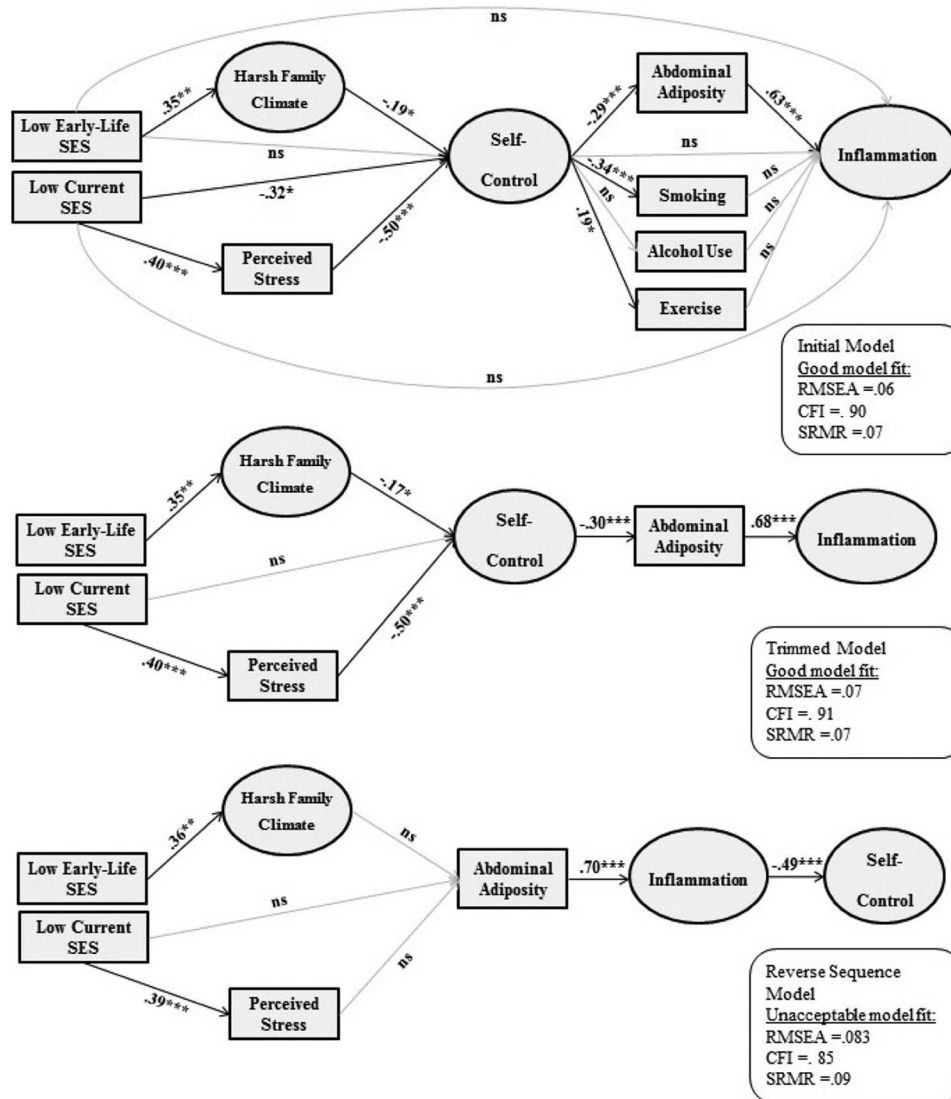 ns
Harsh Family
Climate
.35**
-.19*
Low Early-Life
SES
ns
Low Current
SES
-.32*
.40***
Perceived
Stress
-.50***
Self-
Control
-.29***
Abdominal
Adiposity
.63***
ns
-.34***
Smoking
ns
ns
Alcohol Use
ns
.19*
Exercise
ns
Inflammation
ns
Initial Model
Good model fit:
RMSEA =.06
CFI =. 90
SRMR =.07
Harsh Family
Climate
.35**
-.17*
Low Early-Life
SES
ns
Low Current
SES
.40***
Perceived
Stress
-.50***
Self-
Control
-.30***
Abdominal
Adiposity
.68***
Inflammation
Trimmed Model
Good model fit:
RMSEA =.07
CFI =. 91
SRMR =.07
Harsh Family
Climate
.36**
ns
Low Early-Life
SES
ns
Low Current
SES
.39***
Perceived
Stress
ns
Abdominal
Adiposity
.70***
Inflammation
-.49***
Self-
Control
Reverse Sequence
Model
Unacceptable model fit:
RMSEA =.083
CFI =. 85
SRMR =.09